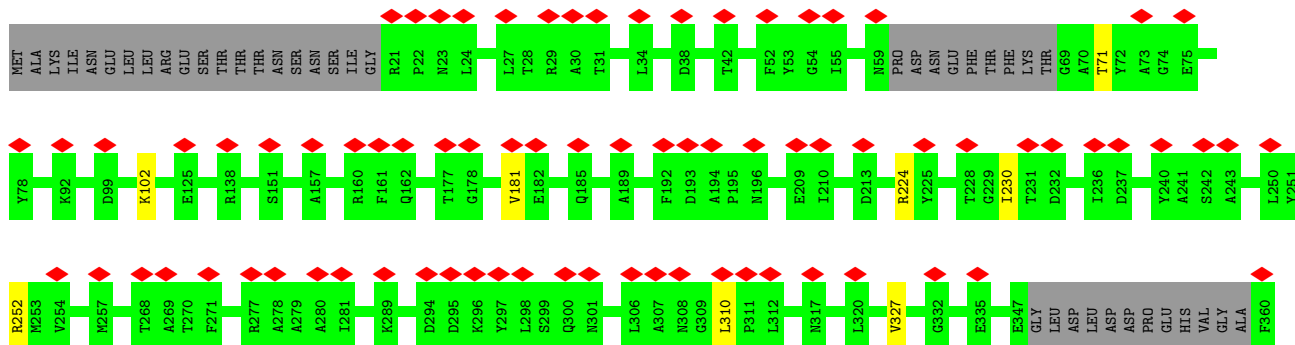 MET ALA LYS ILE ASN GLU LEU LEU ARG GLU SER THR THR THR ASN SER ASN SER ILE GLY R21 P22 N23 L24 L27 T28 R29 A30 T31 L34 D38 T42 F52 Y53 G54 I55 N59 PRO ASP ASN GLU PHE THR PHE LYS THR G69 A70 T71 Y72 A73 G74 E75
Y78 K92 D99 K102 E125 R138 S151 A157 R160 F161 Q162 T177 G178 V181 E182 Q185 A189 F192 D193 A194 P195 N196 E209 I210 D213 R224 Y225 T228 G229 I230 T231 D232 I236 D237 Y240 A241 S242 A243 L250 Y251
R252 M253 V254 M257 T268 A269 T270 F271 R277 A278 A279 A280 I281 K289 D294 D295 K296 Y297 L298 S299 Q300 N301 L306 A307 N308 G309 L310 P311 L312 N317 L320 V327 G332 E335 E347 GLY LEU ASP LEU ASP ASP PRO GLU HIS VAL GLY ALA F360